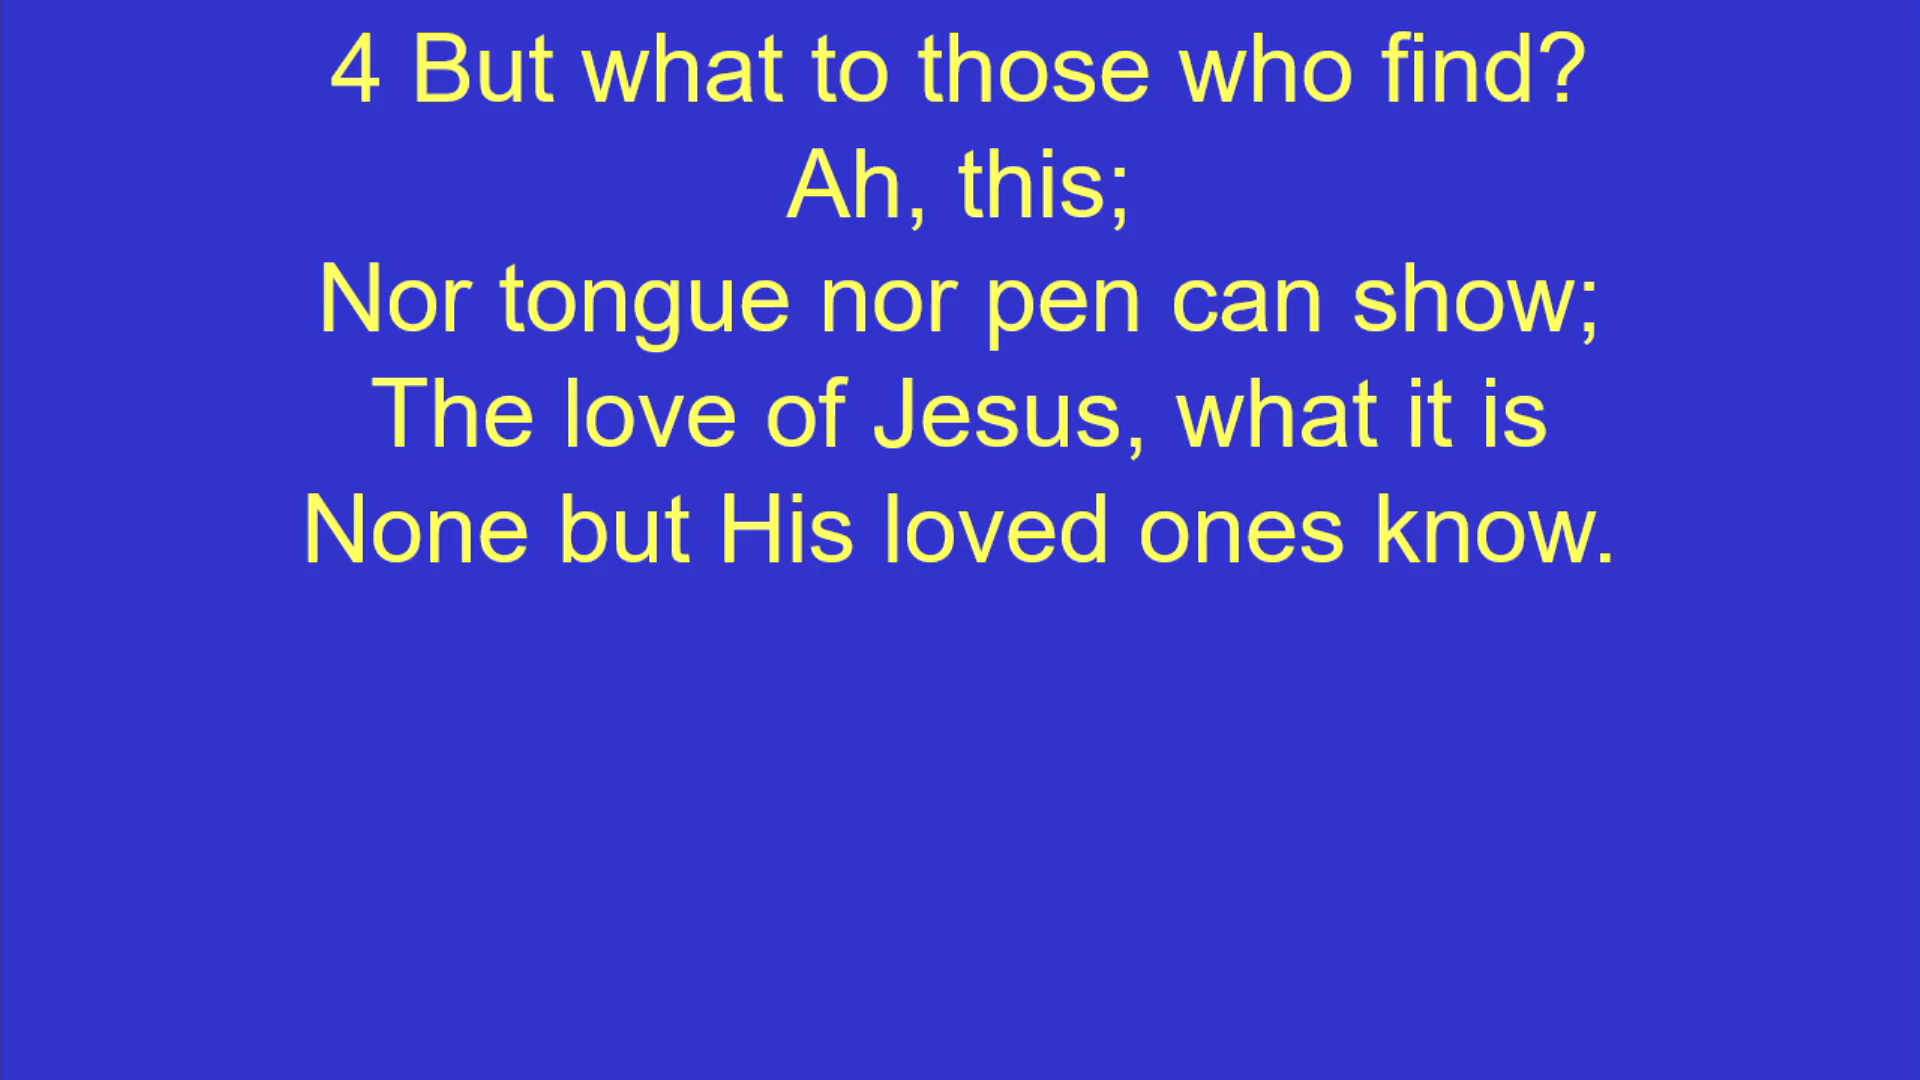 4 But what to those who find?
Ah, this;
Nor tongue nor pen can show;
The love of Jesus, what it is
None but His loved ones know.